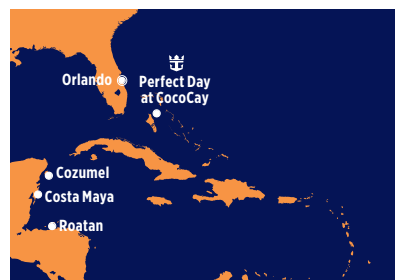 Orlando
Perfect Day
at CocoCay
Cozumel
Costa Maya
Roatan